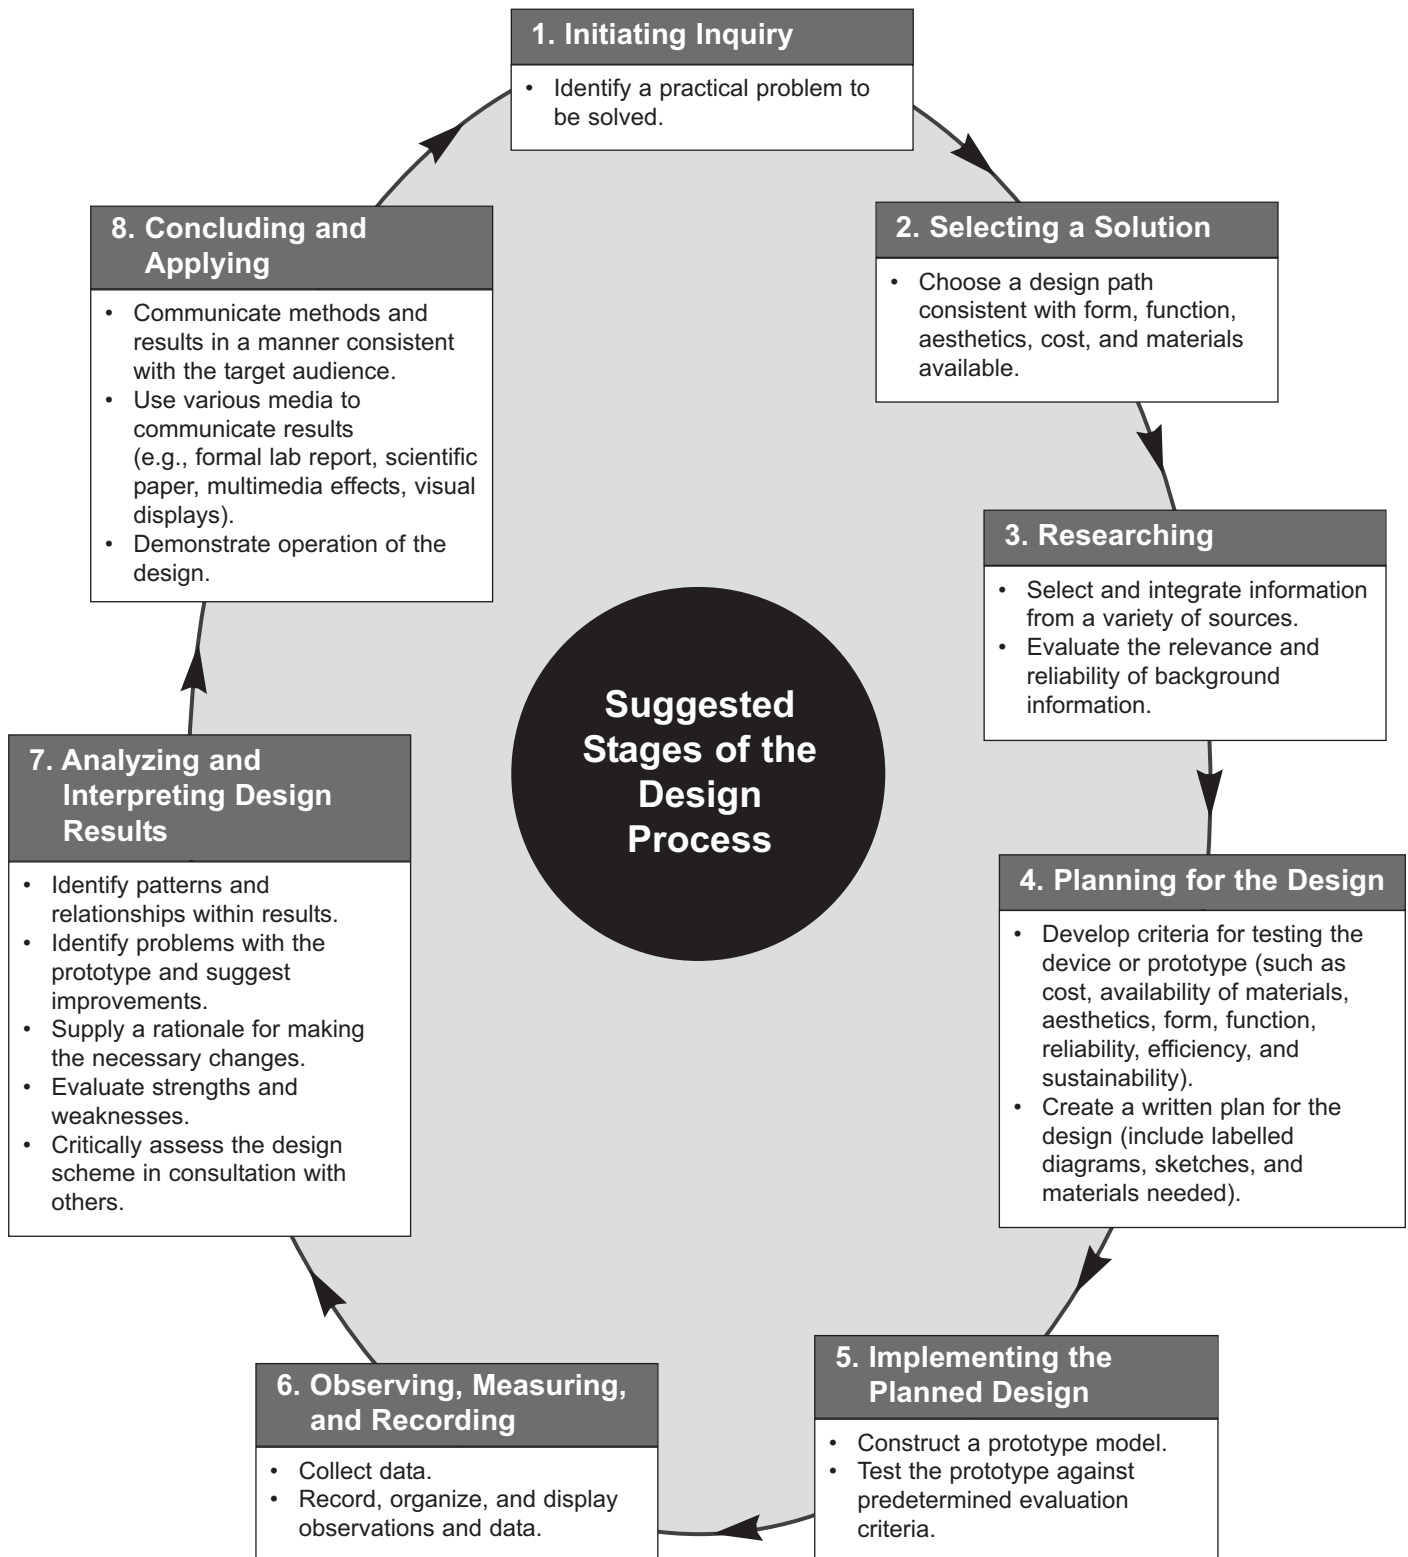 1. Initiating Inquiry
• Identify a practical problem to
be solved.
2. Selecting a Solution
• Choose a design path
consistent with form, function,
aesthetics, cost, and materials
available.
3. Researching
• Select and integrate information
from a variety of sources.
• Evaluate the relevance and
reliability of background
information.
4. Planning for the Design
• Develop criteria for testing the
device or prototype (such as
cost, availability of materials,
aesthetics, form, function,
reliability, efficiency, and
sustainability).
• Create a written plan for the
design (include labelled
diagrams, sketches, and
materials needed).
5. Implementing the
Planned Design
• Construct a prototype model.
• Test the prototype against
predetermined evaluation
criteria.
6. Observing, Measuring,
and Recording
• Collect data.
• Record, organize, and display
observations and data.
7. Analyzing and
Interpreting Design
Results
• Identify patterns and
relationships within results.
• Identify problems with the
prototype and suggest
improvements.
• Supply a rationale for making
the necessary changes.
• Evaluate strengths and
weaknesses.
• Critically assess the design
scheme in consultation with
others.
8. Concluding and
Applying
• Communicate methods and
results in a manner consistent
with the target audience.
• Use various media to
communicate results
(e.g., formal lab report, scientific
paper, multimedia effects, visual
displays).
• Demonstrate operation of the
design.
Suggested
Stages of the
Design
Process